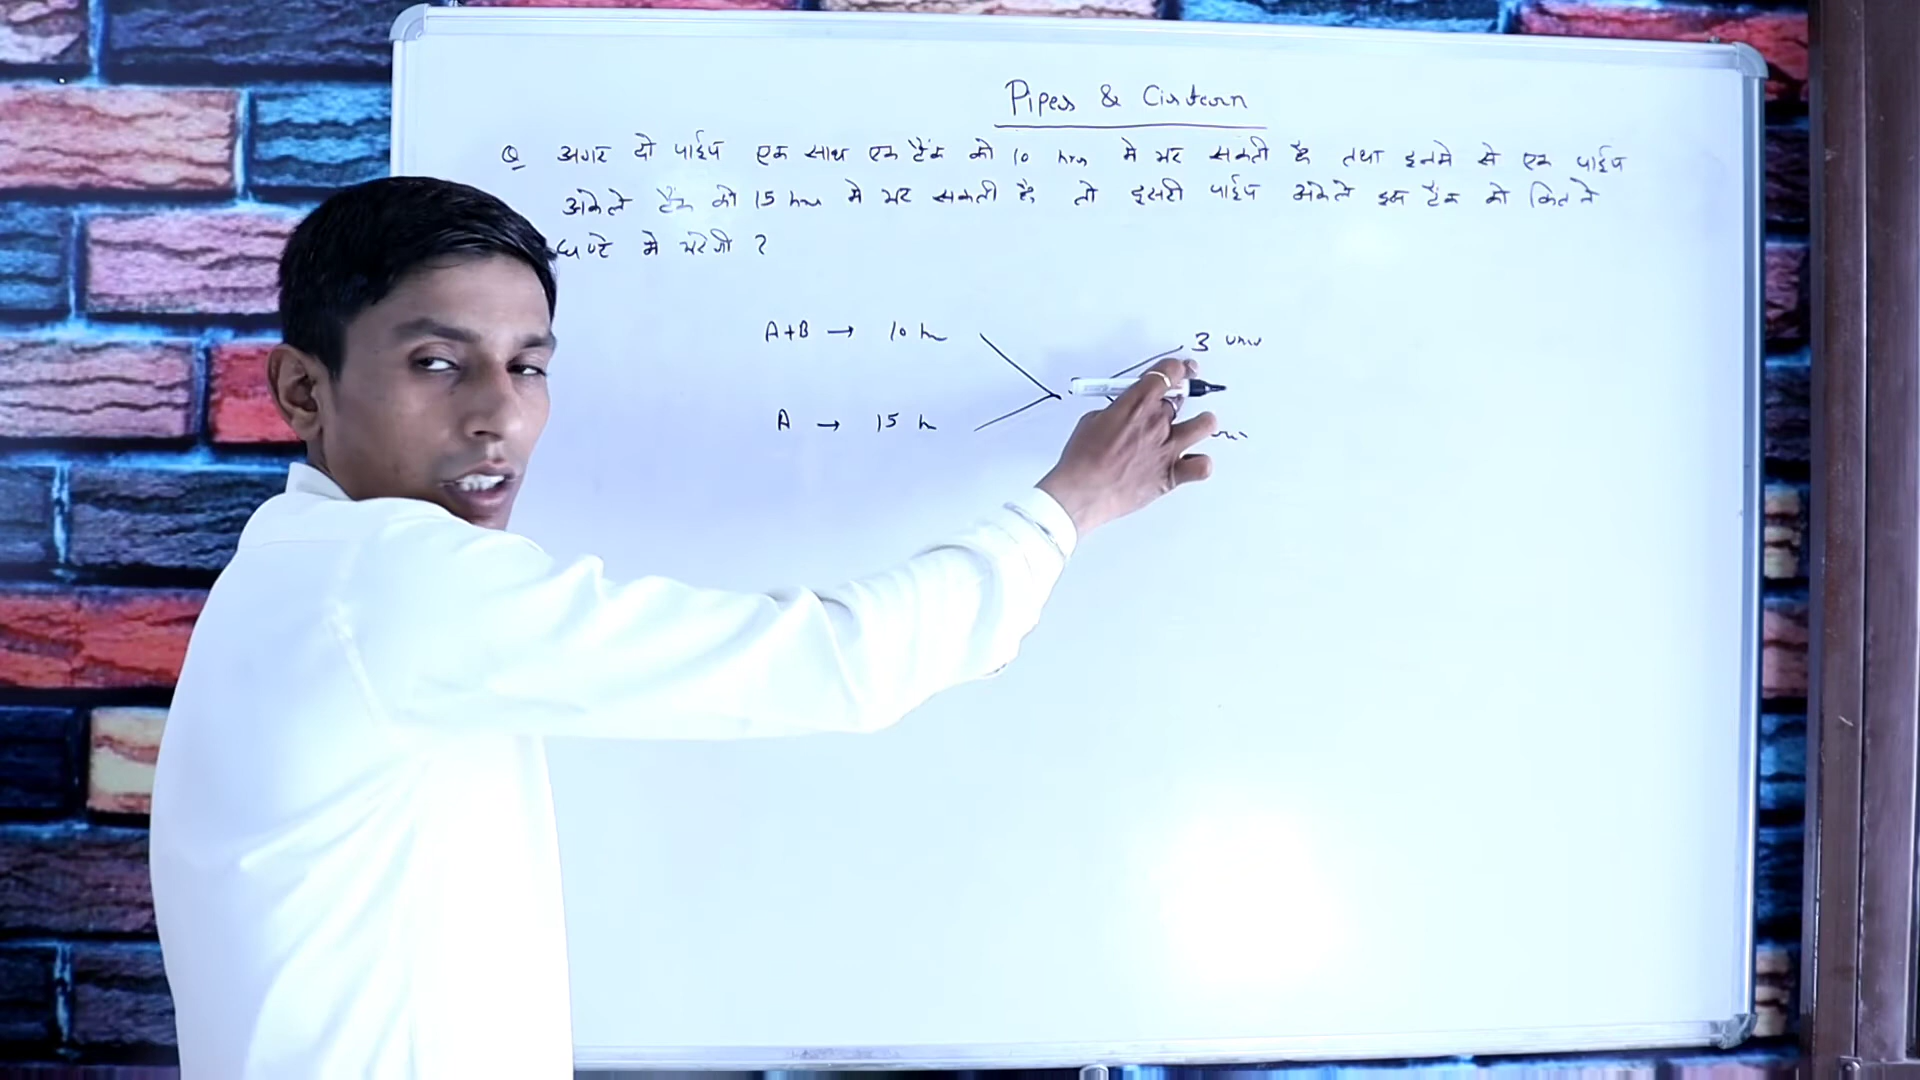 Pipes & Cistern
Q अगर दो पाईप एक साथ एक टैंक को 10 hrs मे भर सकती है तथा इनमे से एक पाईप
अकेले टैंक को 15 hrs मे भर सकती है, तो दुसरी पाईप अकेले इस टैंक को कितने
घण्टे मे भरेगी ?
A+B → 10 h 3 unit
A → 15 h